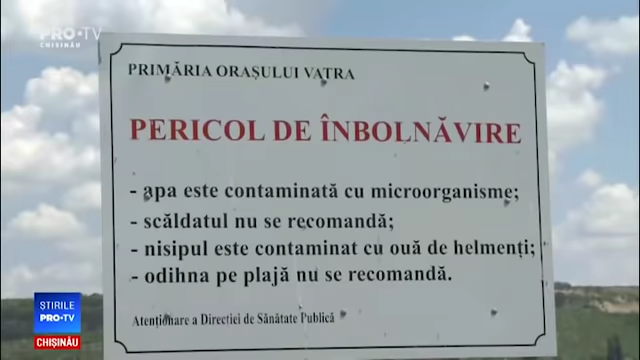 PRO•TV
CHIȘINĂU
PRIMĂRIA ORAȘULUI VATRA
PERICOL DE ÎNBOLNĂVIRE
- apa este contaminată cu microorganisme;
- scăldatul nu se recomandă;
- nisipul este contaminat cu ouă de helmenți;
- odihna pe plajă nu se recomandă.
Atenționare a Directiei de Sănătate Publică
ȘTIRILE
PRO•TV
CHIȘINĂU